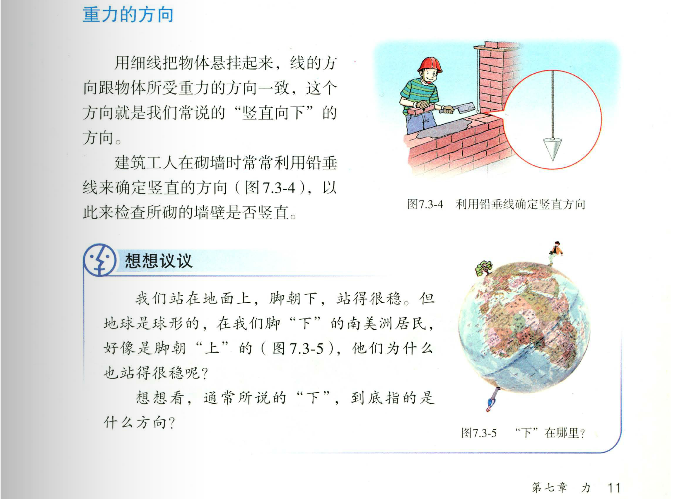 重力的方向
用细线把物体悬挂起来，线的方
向跟物体所受重力的方向一致，这个
方向就是我们常说的“竖直向下”的
方向。
建筑工人在砌墙时常常利用铅垂
线来确定竖直的方向（图7.3-4），以
此来检查所砌的墙壁是否竖直。
图7.3-4 利用铅垂线确定竖直方向
想想议议
我们站在地面上，脚朝下，站得很稳。但
地球是球形的，在我们脚“下”的南美洲居民，
好像是脚朝“上”的（图7.3-5），他们为什么
也站得很稳呢？
想想看，通常所说的“下”，到底指的是
什么方向？
图7.3-5 “下”在哪里？
第七章 力 11